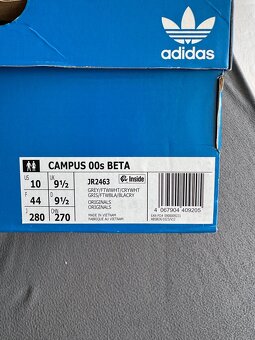 adidas
CAMPUS 00s BETA
US 10 UK 9½
F 44 9½
J 280 270
JR2463
Inside
GREY/FTWWHT/CRYWHT
GRIS/FTWBLA/BLACRY
ORIGINALS
ORIGINALS
MADE IN VIETNAM
FABRIQUÉ AU VIETNAM
4 067904 409205